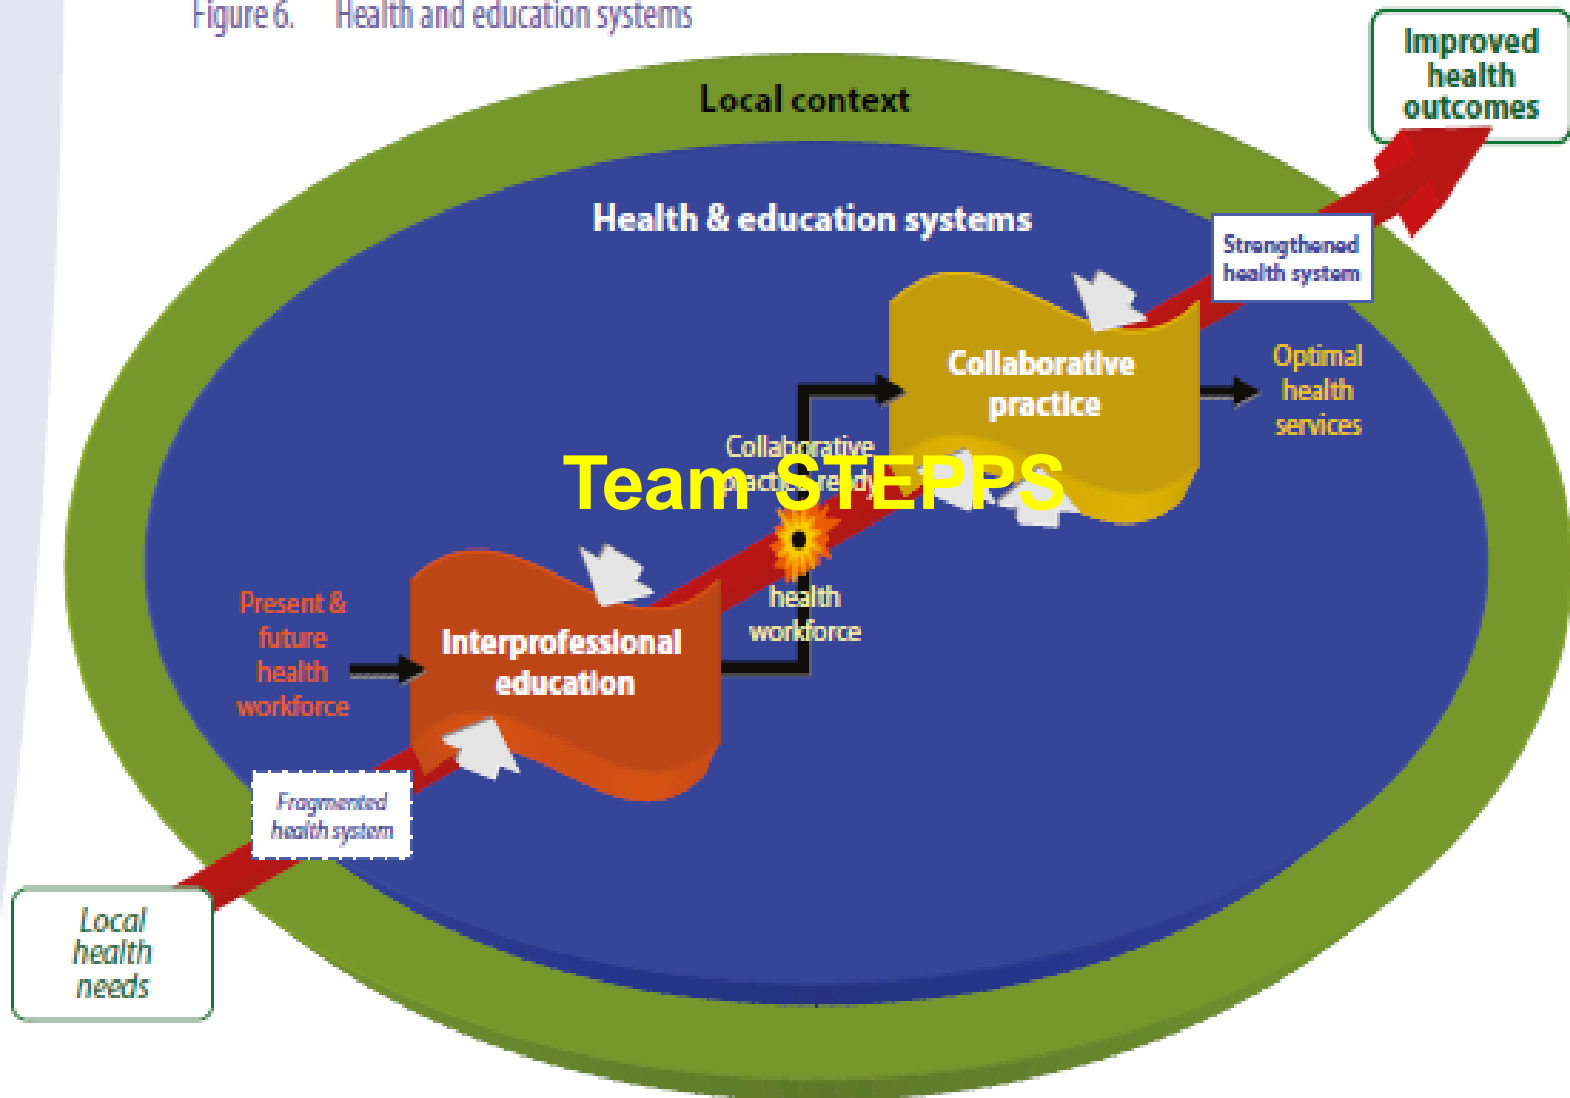 Figure 6. Health and education systems
Improved
health
outcomes
Local context
Health & education systems
Strengthened
health system
Collaborative
practice
Optimal
health
services
Collaborative
practice ready
Team STEPPS
health
workforce
Present &
future
health
workforce
Interprofessional
education
Fragmented
health system
Local
health
needs